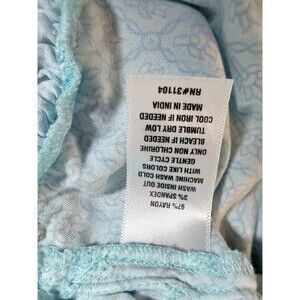 97% RAYON
3% SPANDEX
WASH INSIDE OUT
MACHINE WASH COLD
WITH LIKE COLORS
GENTLE CYCLE
ONLY NON CHLORINE
BLEACH IF NEEDED
TUMBLE DRY LOW
COOL IRON IF NEEDED
MADE IN INDIA
RN#31104